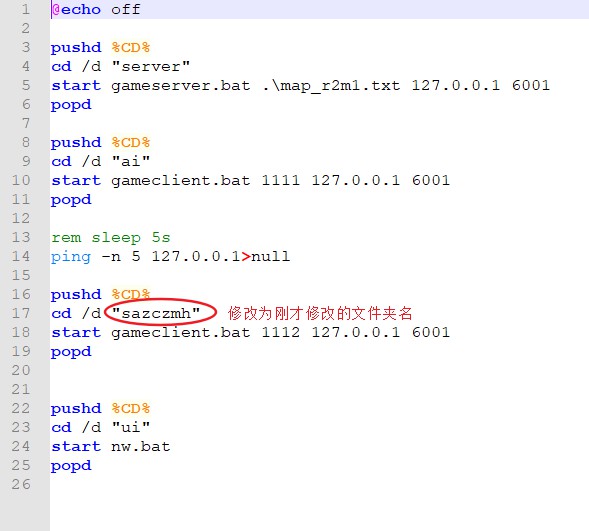 1 @echo off
2
3 pushd %CD%
4 cd /d "server"
5 start gameserver.bat .\map_r2m1.txt 127.0.0.1 6001
6 popd
7
8 pushd %CD%
9 cd /d "ai"
10 start gameclient.bat 1111 127.0.0.1 6001
11 popd
12
13 rem sleep 5s
14 ping -n 5 127.0.0.1>null
15
16 pushd %CD%
17 cd /d "sazczmh" 修改为刚才修改的文件夹名
18 start gameclient.bat 1112 127.0.0.1 6001
19 popd
20
21
22 pushd %CD%
23 cd /d "ui"
24 start nw.bat
25 popd
26